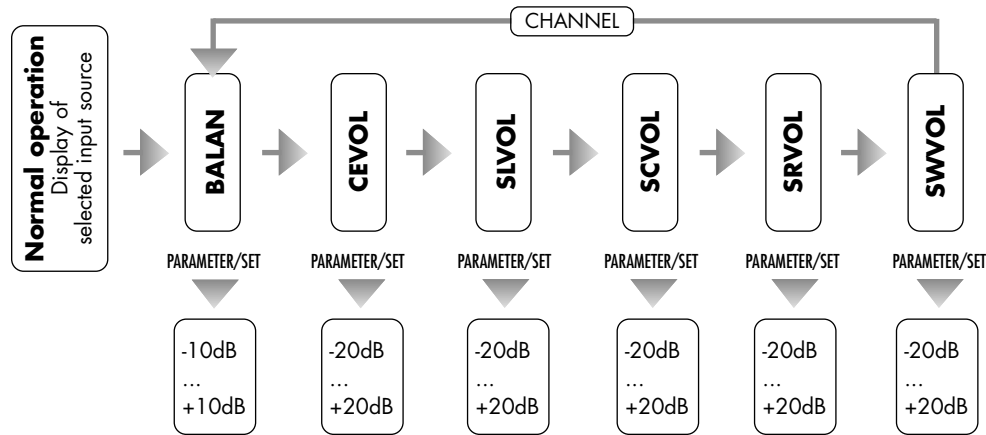 CHANNEL
Normal operation
Display of
selected input source
BALAN
CEVOL
SLVOL
SCVOL
SRVOL
SWVOL
PARAMETER/SET
PARAMETER/SET
PARAMETER/SET
PARAMETER/SET
PARAMETER/SET
PARAMETER/SET
-10dB
...
+10dB
-20dB
...
+20dB
-20dB
...
+20dB
-20dB
...
+20dB
-20dB
...
+20dB
-20dB
...
+20dB